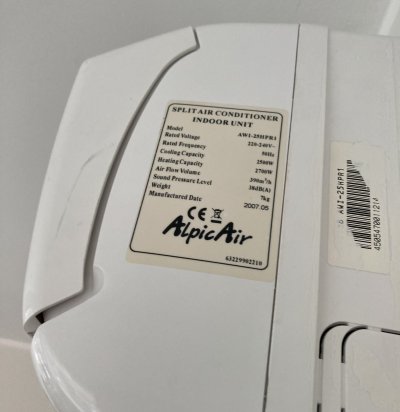 SPLIT AIR CONDITIONER
INDOOR UNIT
Model AWI-25HPR1
Rated Voltage 220-240V~
Rated Frequency 50Hz
Cooling Capacity 2500W
Heating Capacity 2700W
Air Flow Volume 390m³/h
Sound Pressure Level 38dB(A)
Weight 7kg
Manufactured Date 2007.05
CE
AlpicAir
63229902210
AWI-25HPR1